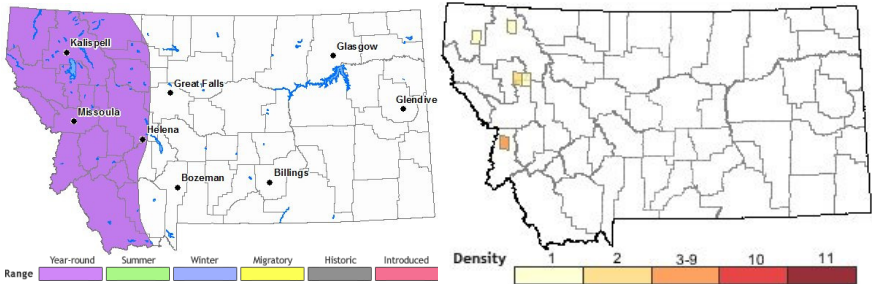 Kalispell
Glasgow
Great Falls
Glendive
Missoula
Helena
Bozeman
Billings
Range
Year-round Summer Winter Migratory Historic Introduced
Density
1 2 3-9 10 11